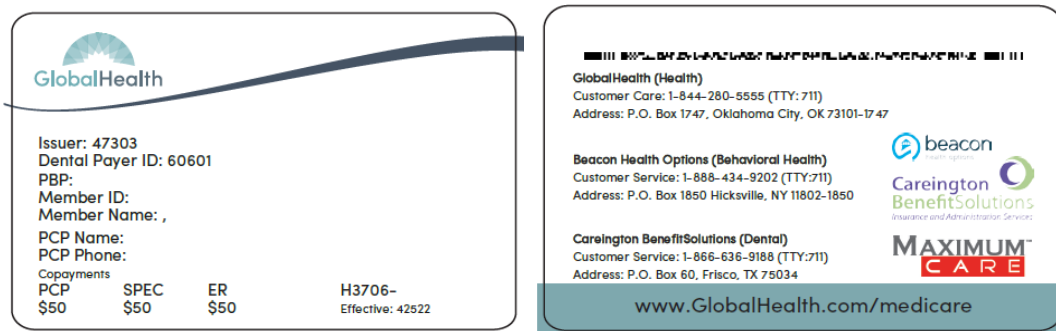 GlobalHealth
Issuer: 47303
Dental Payer ID: 60601
PBP:
Member ID:
Member Name: ,
PCP Name:
PCP Phone:
Copayments
PCP SPEC ER H3706-
$50 $50 $50 Effective: 42522
GlobalHealth (Health)
Customer Care: 1-844-280-5555 (TTY: 711)
Address: P.O. Box 1747, Oklahoma City, OK 73101-1747
beacon
health options
Beacon Health Options (Behavioral Health)
Customer Service: 1-888-434-9202 (TTY:711)
Address: P.O. Box 1850 Hicksville, NY 11802-1850
Careington
BenefitSolutions
Insurance and Administration Services
Careington BenefitSolutions (Dental)
Customer Service: 1-866-636-9188 (TTY:711)
Address: P.O. Box 60, Frisco, TX 75034
MAXIMUM™
CARE
www.GlobalHealth.com/medicare